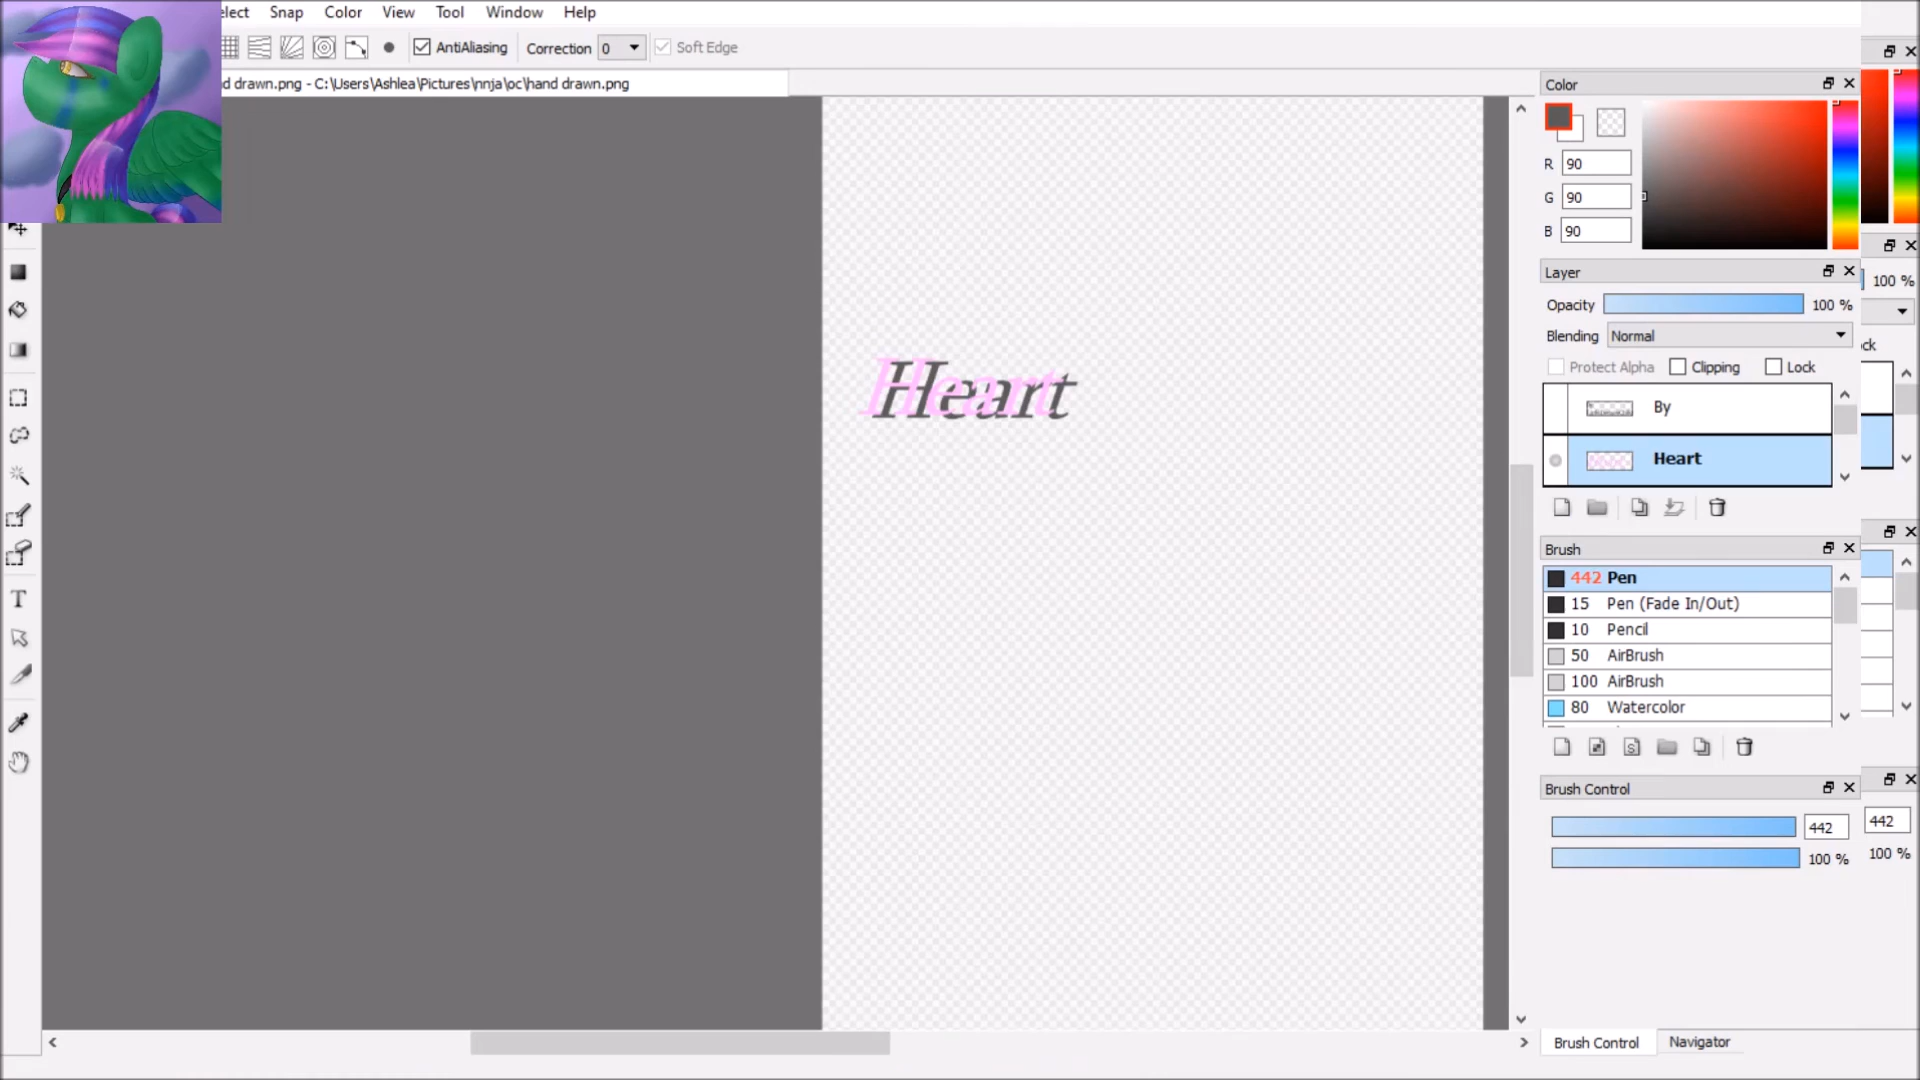 elect Snap Color View Tool Window Help
AntiAliasing Correction 0 Soft Edge
d drawn.png - C:\Users\Ashlea\Pictures\nnja\oc\hand drawn.png
Color
R 90
G 90
B 90
Layer
Opacity 100 %
100 %
Blending Normal
ck
Protect Alpha Clipping Lock
By
Heart
Heart
Heart
Brush
442 Pen
15 Pen (Fade In/Out)
10 Pencil
50 AirBrush
100 AirBrush
80 Watercolor
S
T
Brush Control
442
442
100 %
100 %
Brush Control Navigator